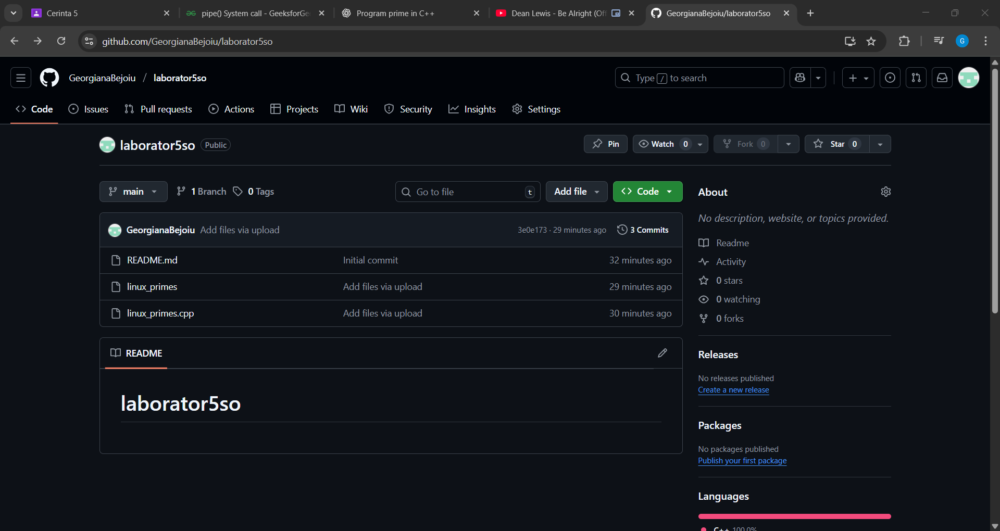 Cerinta 5
pipe() System call - GeeksforGe
Program prime in C++
Dean Lewis - Be Alright (Off
GeorgianaBejoiu/laborator5so
github.com/GeorgianaBejoiu/laborator5so
G
GeorgianaBejoiu / laborator5so
Type / to search
Code
Issues
Pull requests
Actions
Projects
Wiki
Security
Insights
Settings
laborator5so
Public
Pin
Watch 0
Fork 0
Star 0
main
1 Branch
0 Tags
Go to file
t
Add file
Code
GeorgianaBejoiu Add files via upload
3e0e173 · 29 minutes ago
3 Commits
README.md Initial commit 32 minutes ago
linux_primes Add files via upload 29 minutes ago
linux_primes.cpp Add files via upload 30 minutes ago
README
laborator5so
About
No description, website, or topics provided.
Readme
Activity
0 stars
0 watching
0 forks
Releases
No releases published
Create a new release
Packages
No packages published
Publish your first package
Languages
C++ 100.0%